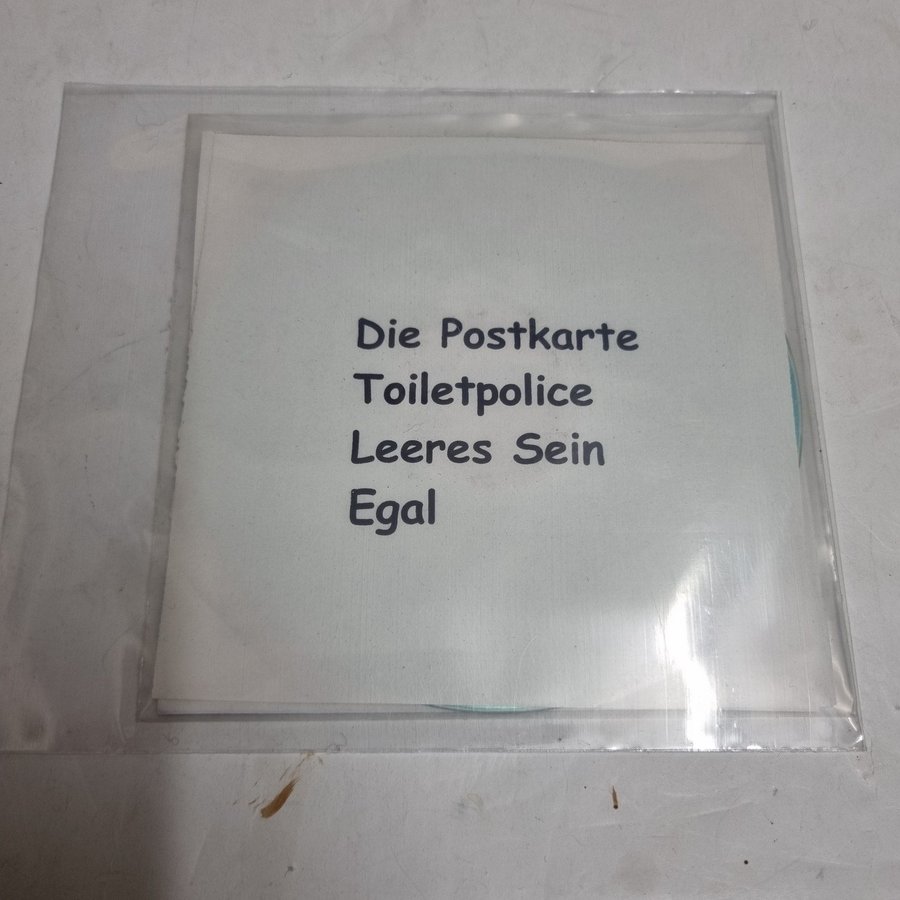 Die Postkarte
Toiletpolice
Leeres Sein
Egal